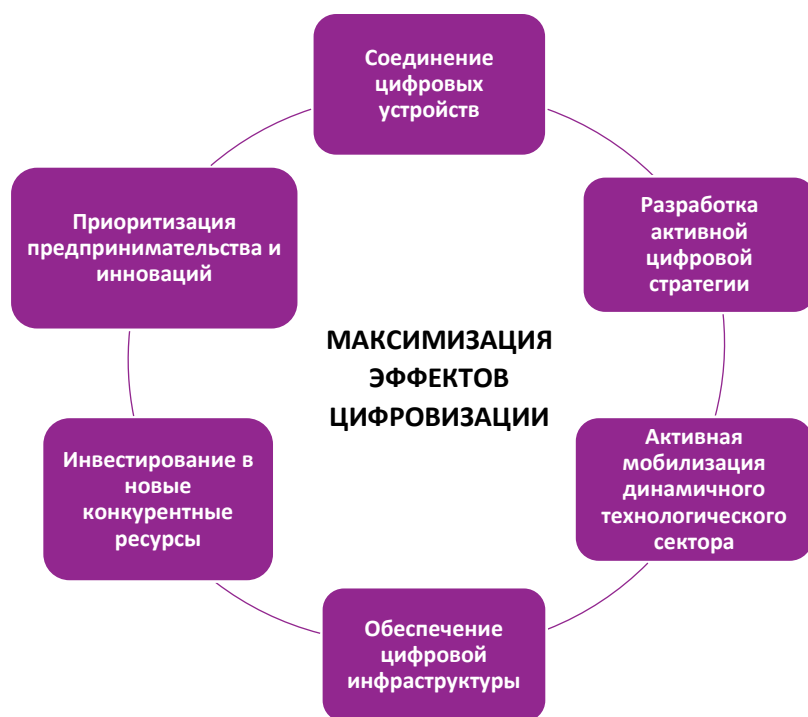 Соединение
цифровых
устройств
Разработка
активной
цифровой
стратегии
Активная
мобилизация
динамичного
технологического
сектора
Обеспечение
цифровой
инфраструктуры
Инвестирование в
новые
конкурентные
ресурсы
Приоритизация
предпринимательства и
инноваций
МАКСИМИЗАЦИЯ
ЭФФЕКТОВ
ЦИФРОВИЗАЦИИ